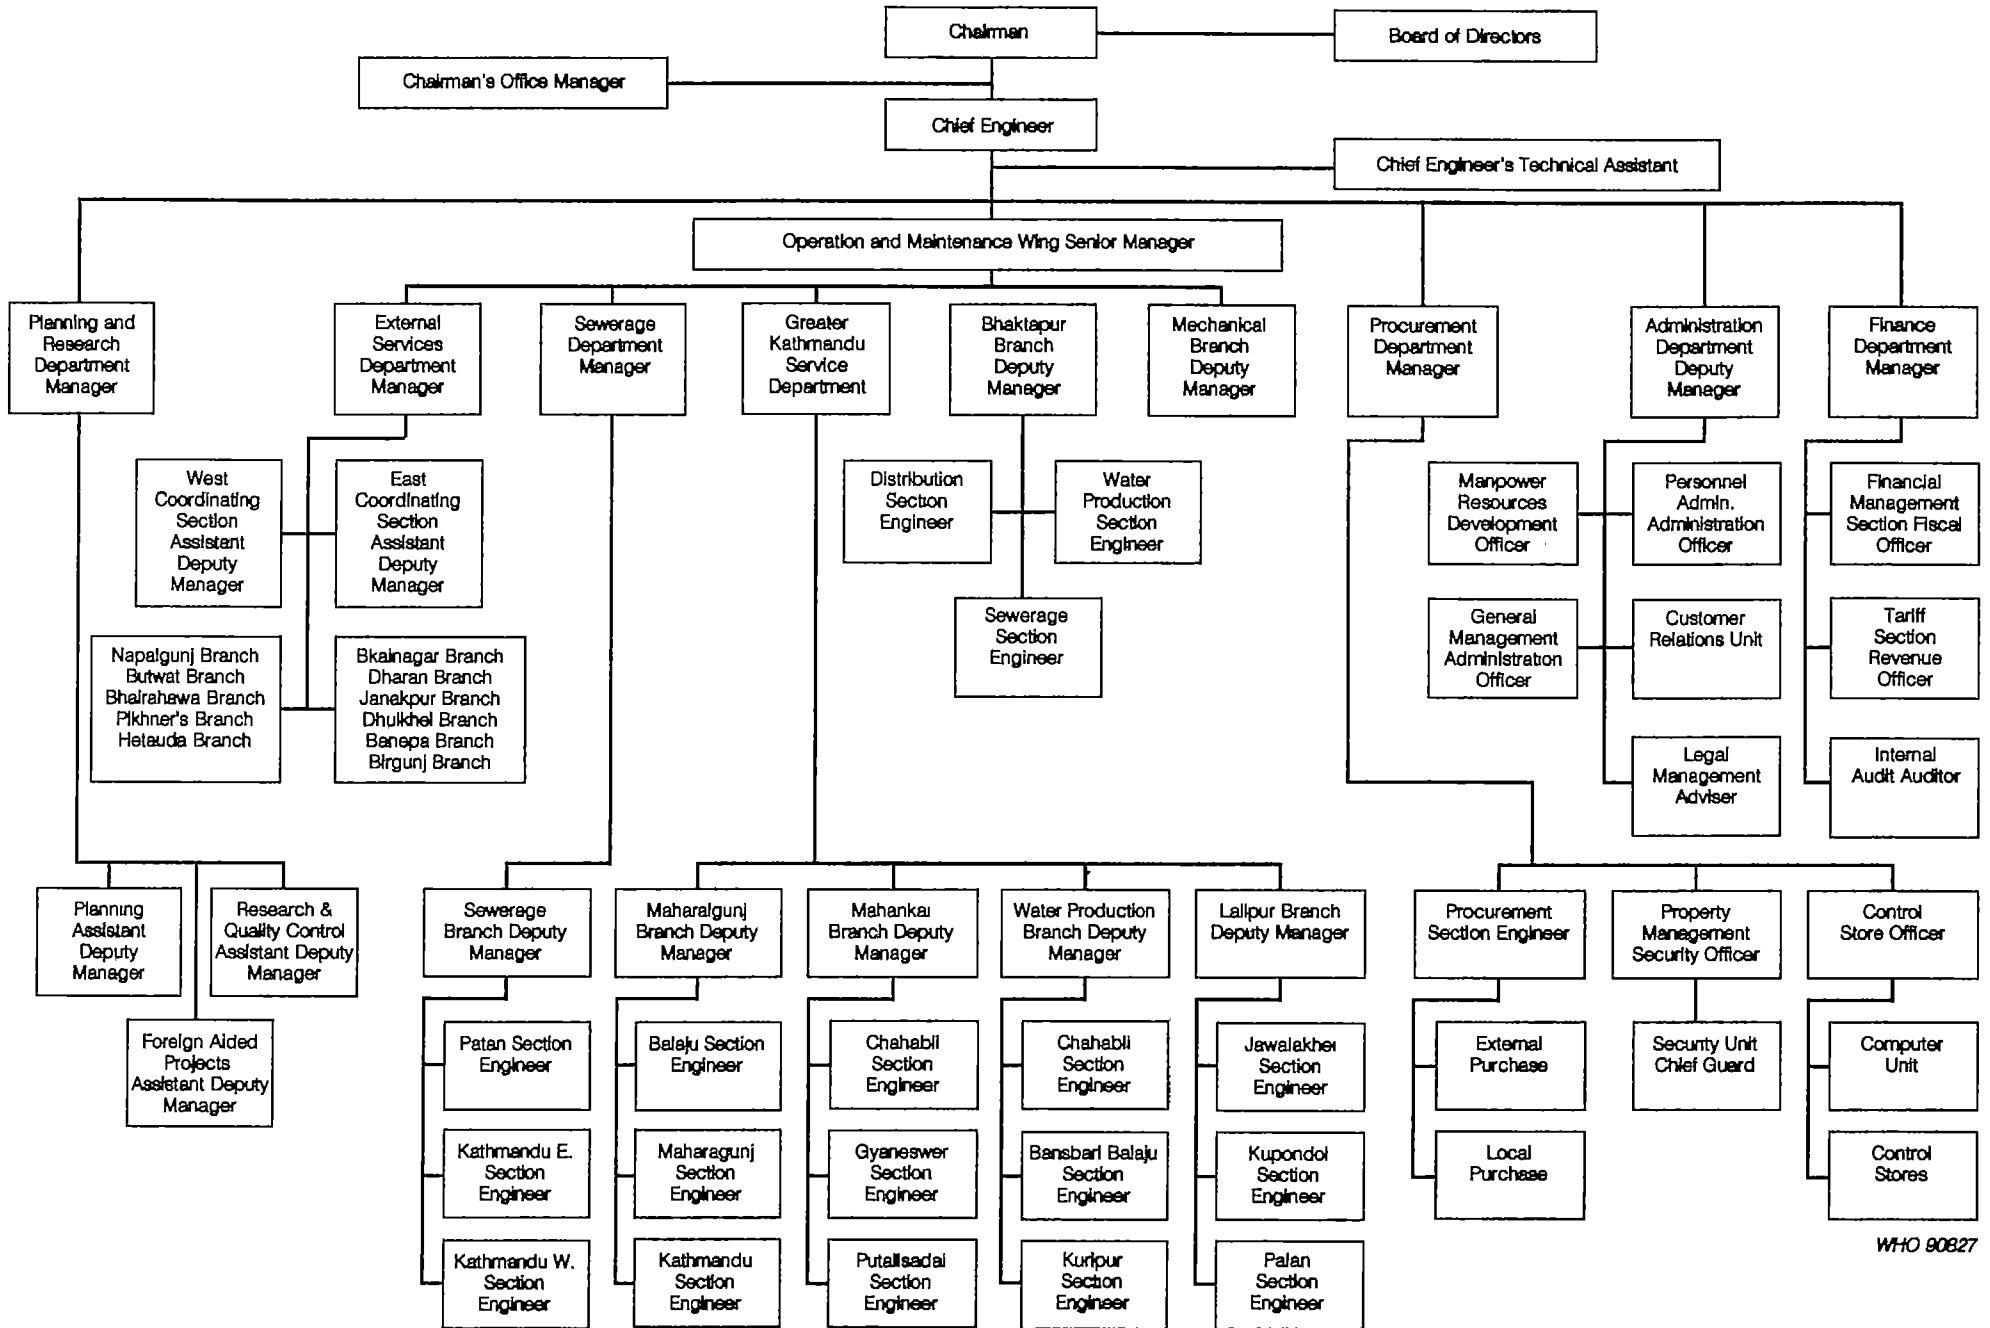 Chairman
Board of Directors
Chairman's Office Manager
Chief Engineer
Chief Engineer's Technical Assistant
Operation and Maintenance Wing Senior Manager
Planning and
Research
Department
Manager
External
Services
Department
Manager
Sewerage
Department
Manager
Greater
Kathmandu
Service
Department
Bhaktapur
Branch
Deputy
Manager
Mechanical
Branch
Deputy
Manager
Procurement
Department
Manager
Administration
Department
Deputy
Manager
Finance
Department
Manager
West
Coordinating
Section
Assistant
Deputy
Manager
East
Coordinating
Section
Assistant
Deputy
Manager
Distribution
Section
Engineer
Water
Production
Section
Engineer
Manpower
Resources
Development
Officer
Personnel
Admin.
Administration
Officer
Financial
Management
Section Fiscal
Officer
Napalgunj Branch
Butwat Branch
Bhairahawa Branch
Pikhner's Branch
Hetauda Branch
Bkainagar Branch
Dharan Branch
Janakpur Branch
Dhulkhel Branch
Banepa Branch
Birgunj Branch
Sewerage
Section
Engineer
General
Management
Administration
Officer
Customer
Relations Unit
Tariff
Section
Revenue
Officer
Legal
Management
Adviser
Internal
Audit Auditor
Planning
Assistant
Deputy
Manager
Research &
Quality Control
Assistant Deputy
Manager
Foreign Aided
Projects
Assistant Deputy
Manager
Sewerage
Branch Deputy
Manager
Maharalgunj
Branch Deputy
Manager
Mahankai
Branch Deputy
Manager
Water Production
Branch Deputy
Manager
Lalipur Branch
Deputy Manager
Procurement
Section Engineer
Property
Management
Security Officer
Control
Store Officer
Patan Section
Engineer
Balaju Section
Engineer
Chahabil
Section
Engineer
Chahabli
Section
Engineer
Jawalakhel
Section
Engineer
External
Purchase
Security Unit
Chief Guard
Computer
Unit
Kathmandu E.
Section
Engineer
Maharagunj
Section
Engineer
Gyaneswer
Section
Engineer
Bansbari Balaju
Section
Engineer
Kupondol
Section
Engineer
Local
Purchase
Control
Stores
Kathmandu W.
Section
Engineer
Kathmandu
Section
Engineer
Putalisadai
Section
Engineer
Kuripur
Section
Engineer
Palan
Section
Engineer
WHO 90827